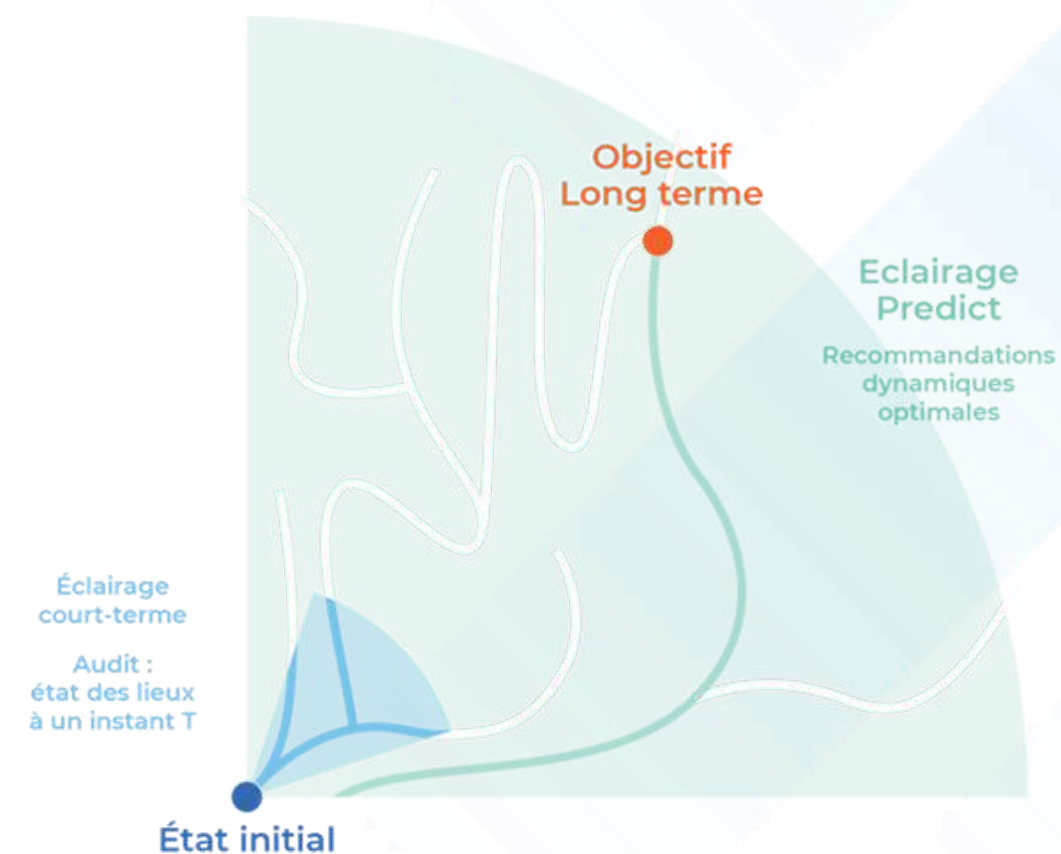 Objectif
Long terme
Eclairage
Predict
Recommandations
dynamiques
optimales
Éclairage
court-terme
Audit :
état des lieux
à un instant T
État initial